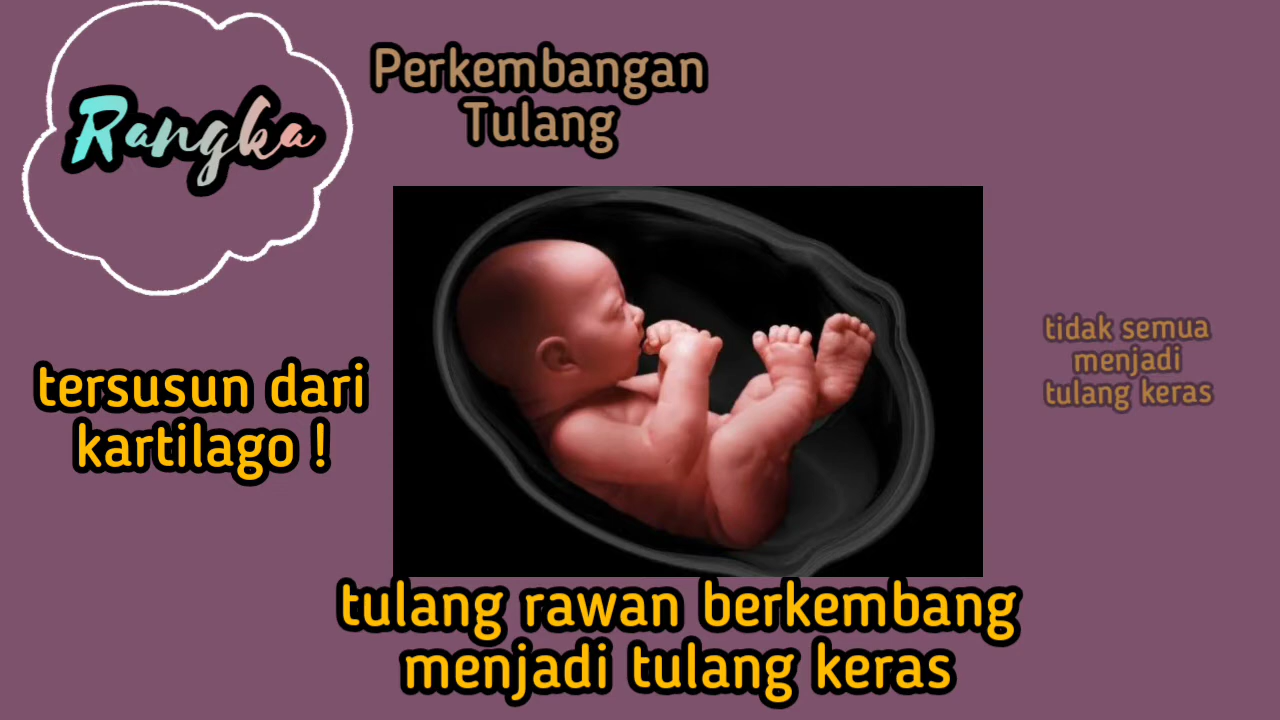 Rangka
Perkembangan
Tulang
tersusun dari
kartilago !
tidak semua
menjadi
tulang keras
tulang rawan berkembang
menjadi tulang keras